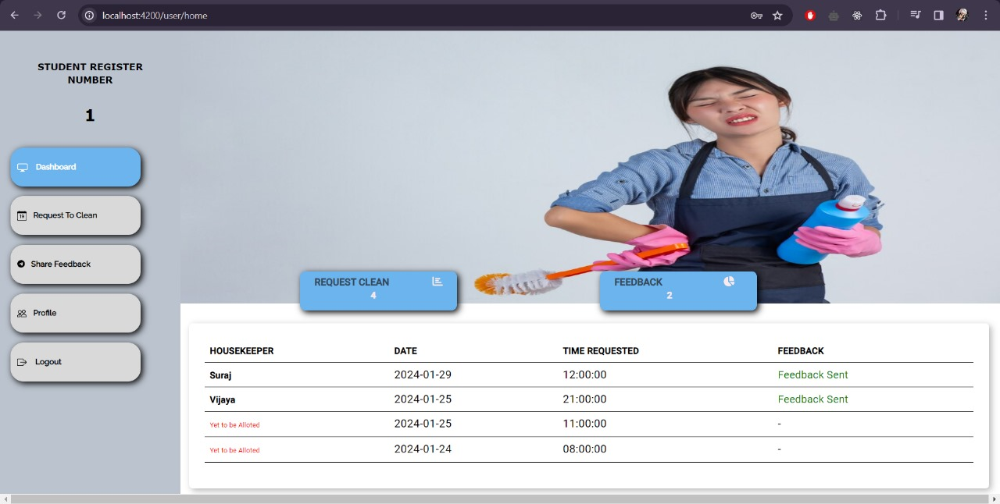 localhost:4200/user/home
STUDENT REGISTER
NUMBER
1
Dashboard
Request To Clean
Share Feedback
Profile
Logout
REQUEST CLEAN
4
FEEDBACK
2
HOUSEKEEPER DATE TIME REQUESTED FEEDBACK
Suraj 2024-01-29 12:00:00 Feedback Sent
Vijaya 2024-01-25 21:00:00 Feedback Sent
Yet to be Alloted 2024-01-25 11:00:00 -
Yet to be Alloted 2024-01-24 08:00:00 -